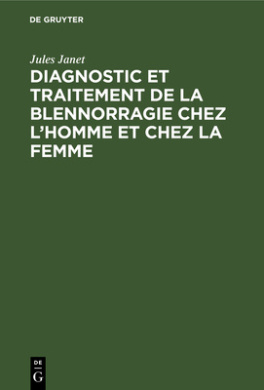 DE GRUYTER
Jules Janet
DIAGNOSTIC ET
TRAITEMENT DE LA
BLENNORRAGIE CHEZ
L’HOMME ET CHEZ LA
FEMME
DE
G